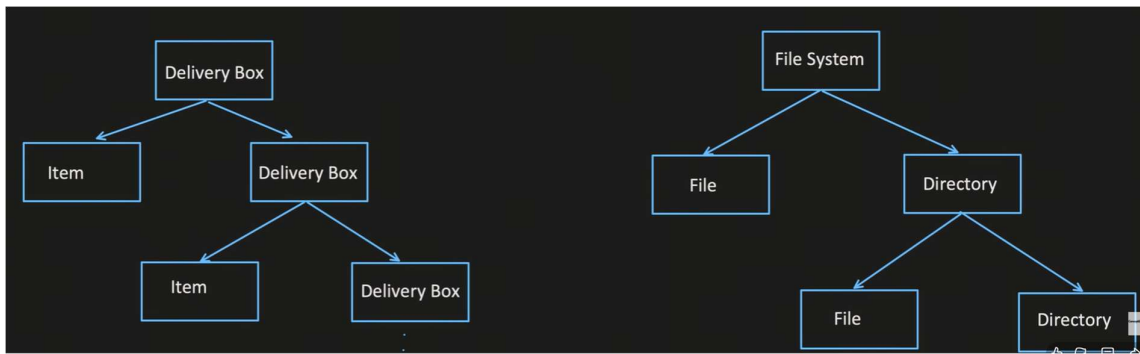 Delivery Box
Item
Delivery Box
Item
Delivery Box
File System
File
Directory
File
Directory